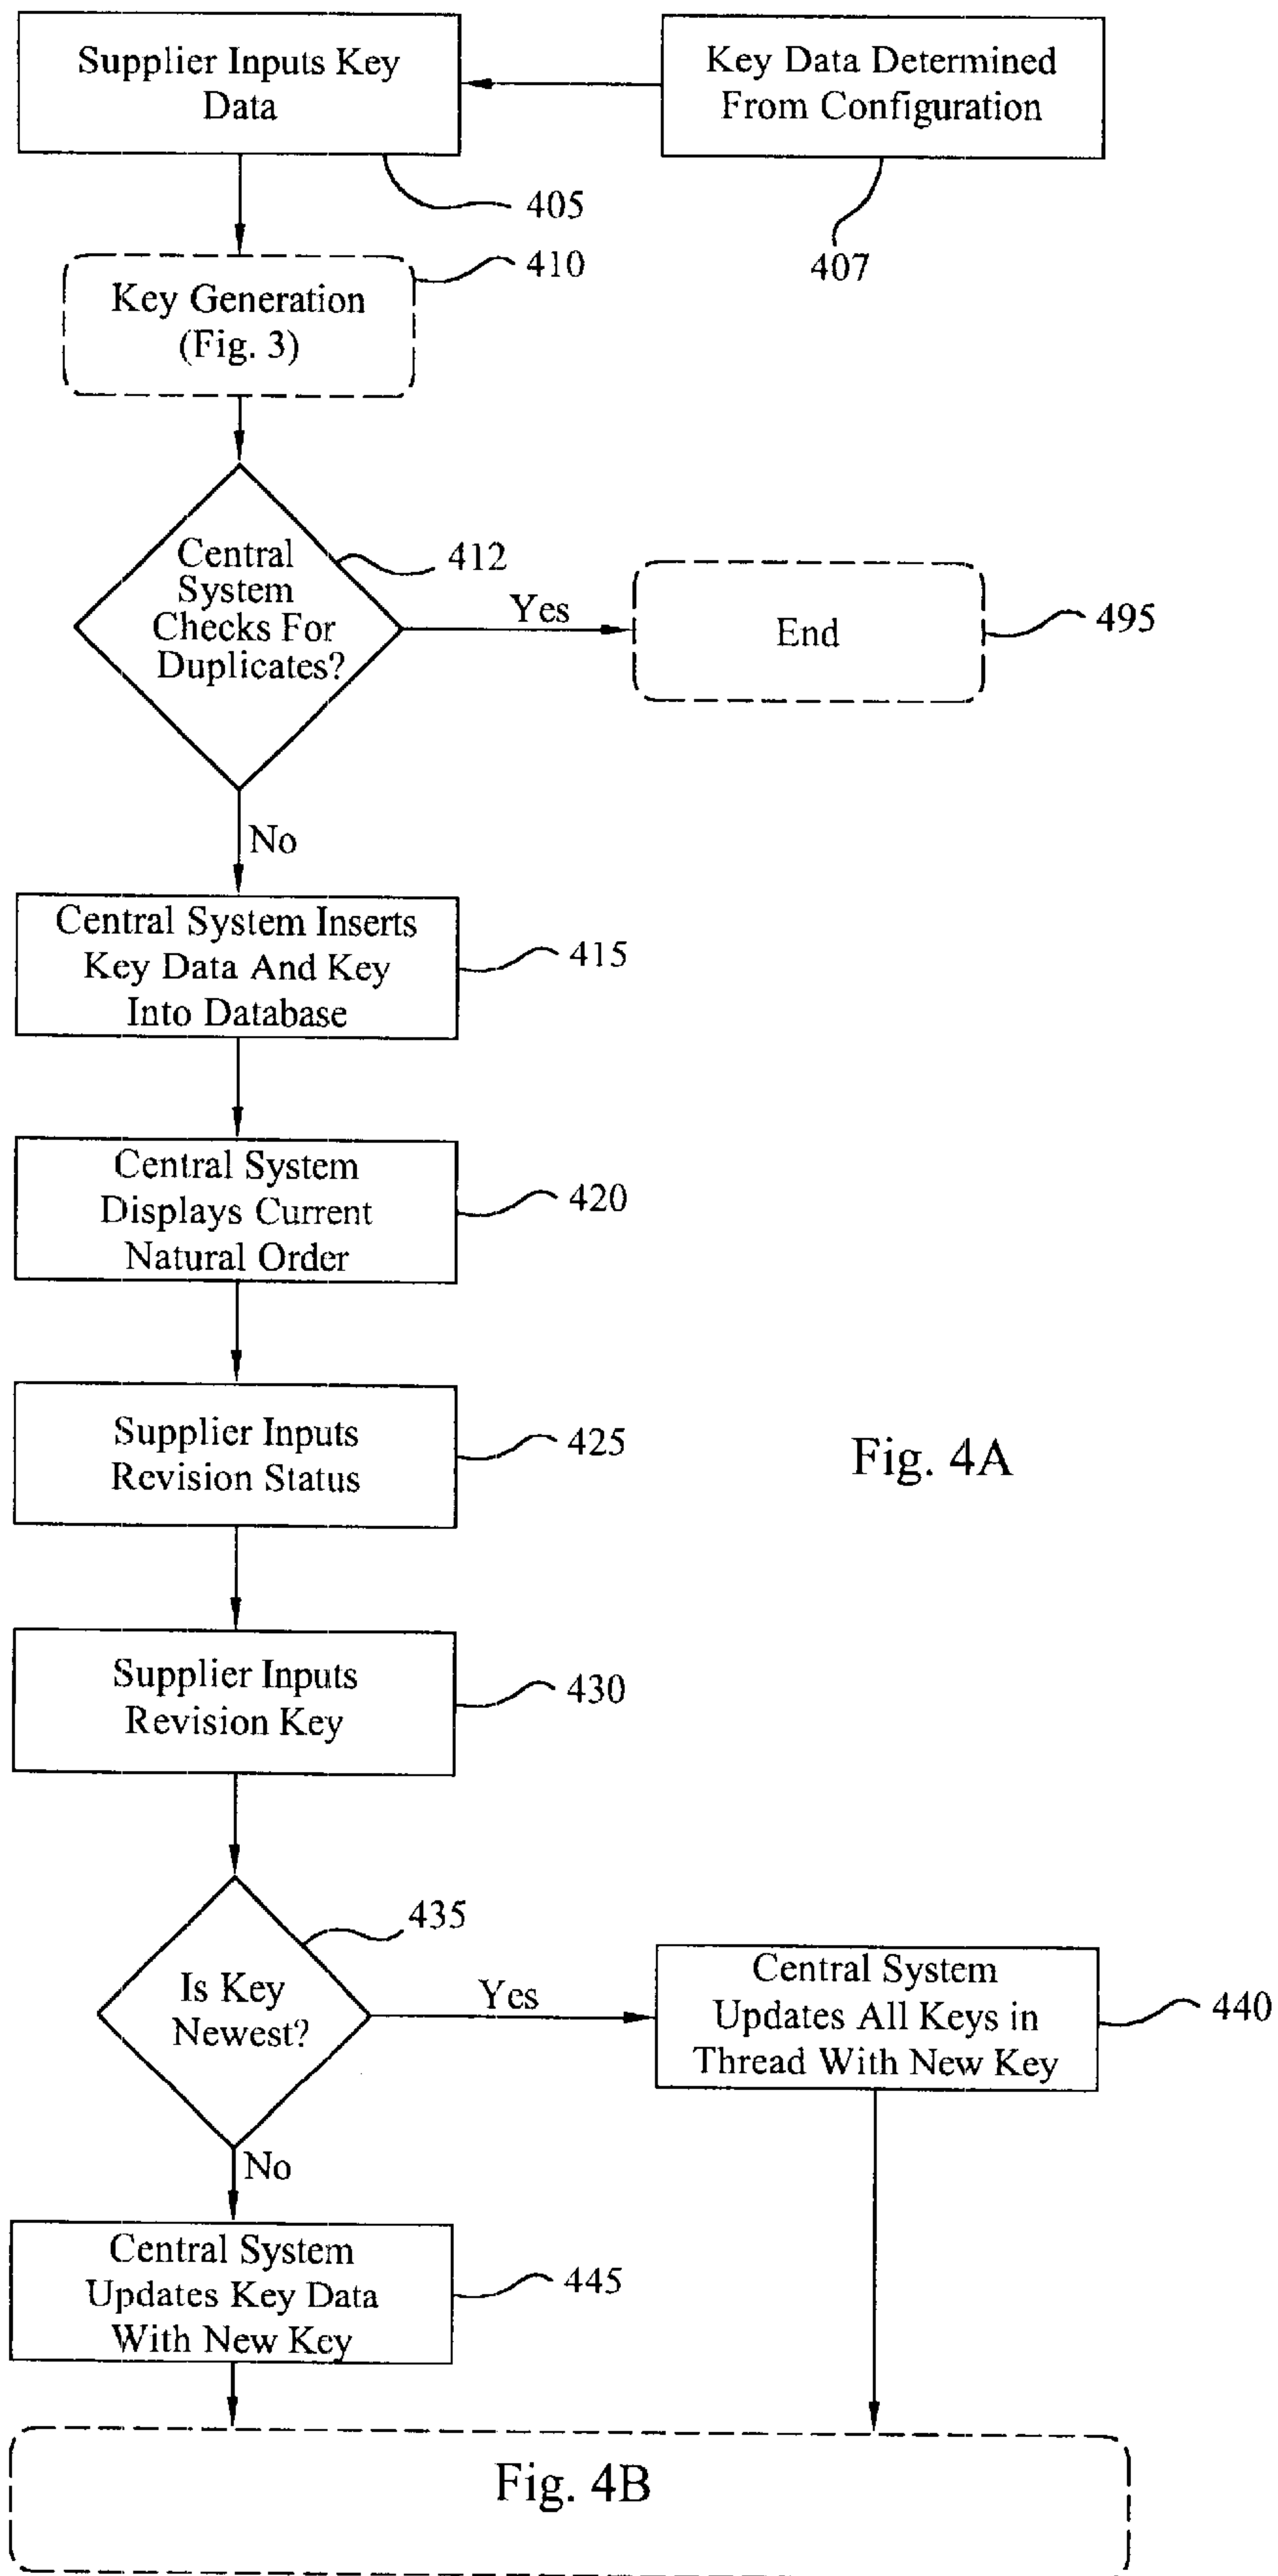 Supplier Inputs Key
Data
Key Data Determined
From Configuration
405
407
410
Key Generation
(Fig. 3)
Central
System
Checks For
Duplicates?
412
Yes
End
495
No
Central System Inserts
Key Data And Key
Into Database
415
Central System
Displays Current
Natural Order
420
Supplier Inputs
Revision Status
425
Fig. 4A
Supplier Inputs
Revision Key
430
435
Is Key
Newest?
Yes
Central System
Updates All Keys in
Thread With New Key
440
No
Central System
Updates Key Data
With New Key
445
Fig. 4B